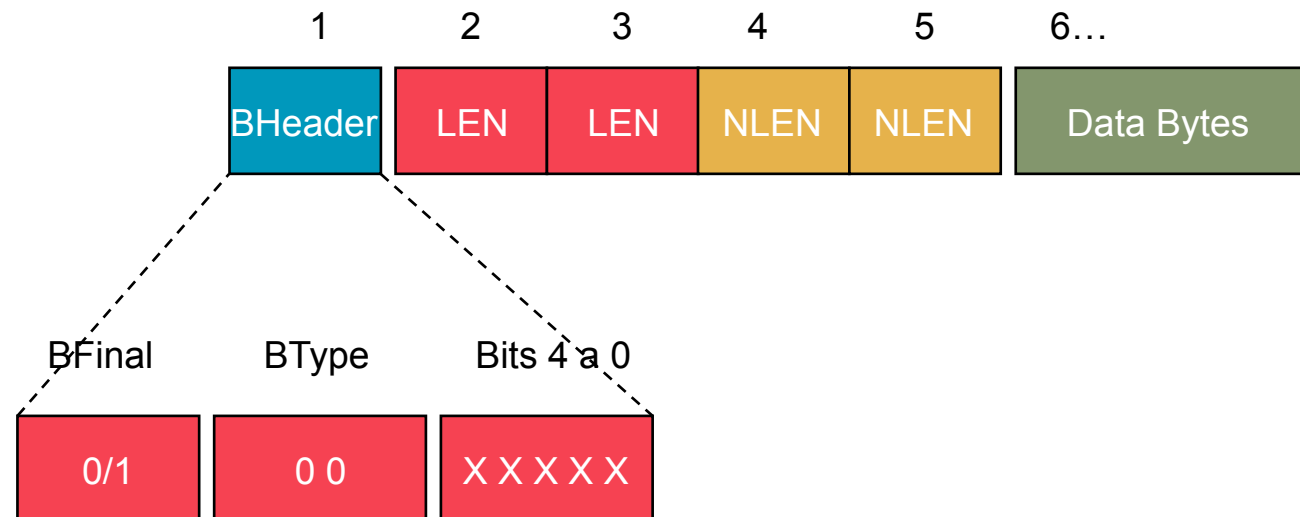 1 2 3 4 5 6…
BHeader LEN LEN NLEN NLEN Data Bytes
BFinal BType Bits 4 a 0
0/1 0 0 X X X X X